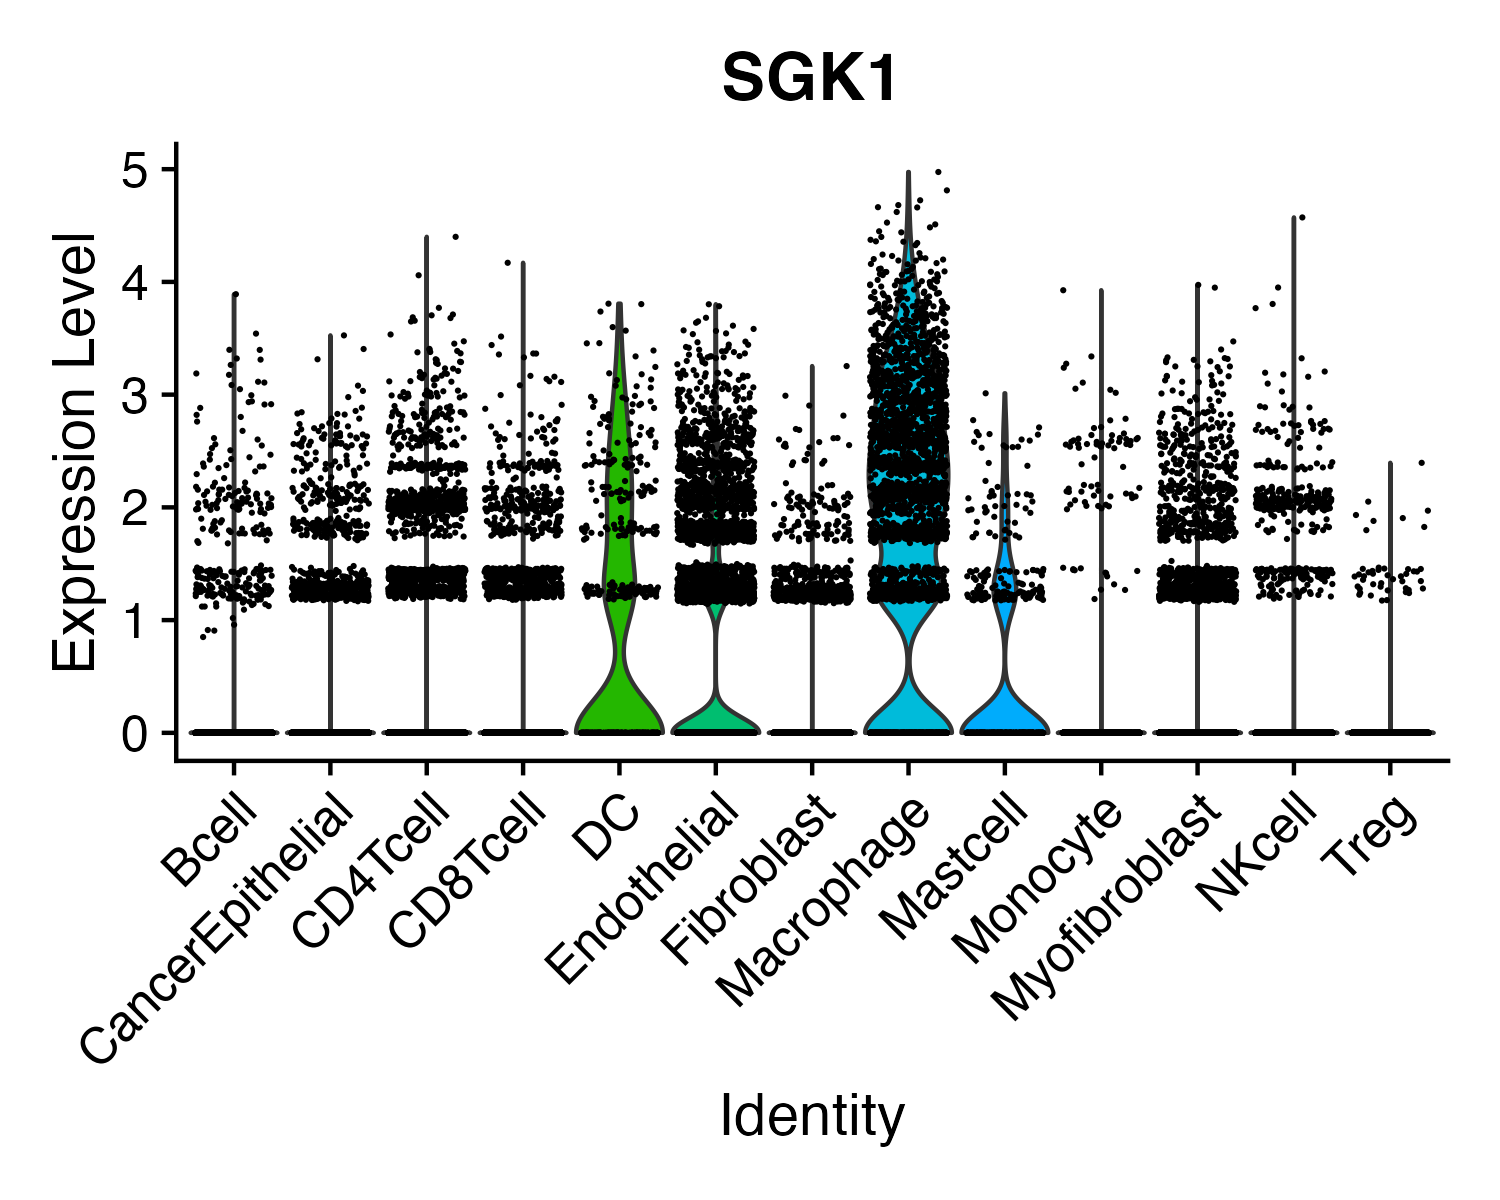 SGK1
Expression Level
5
4
3
2
1
0
Bcell
CancerEpithelial
CD4Tcell
CD8Tcell
DC
Endothelial
Fibroblast
Macrophage
Mastcell
Monocyte
Myofibroblast
NKcell
Treg
Identity